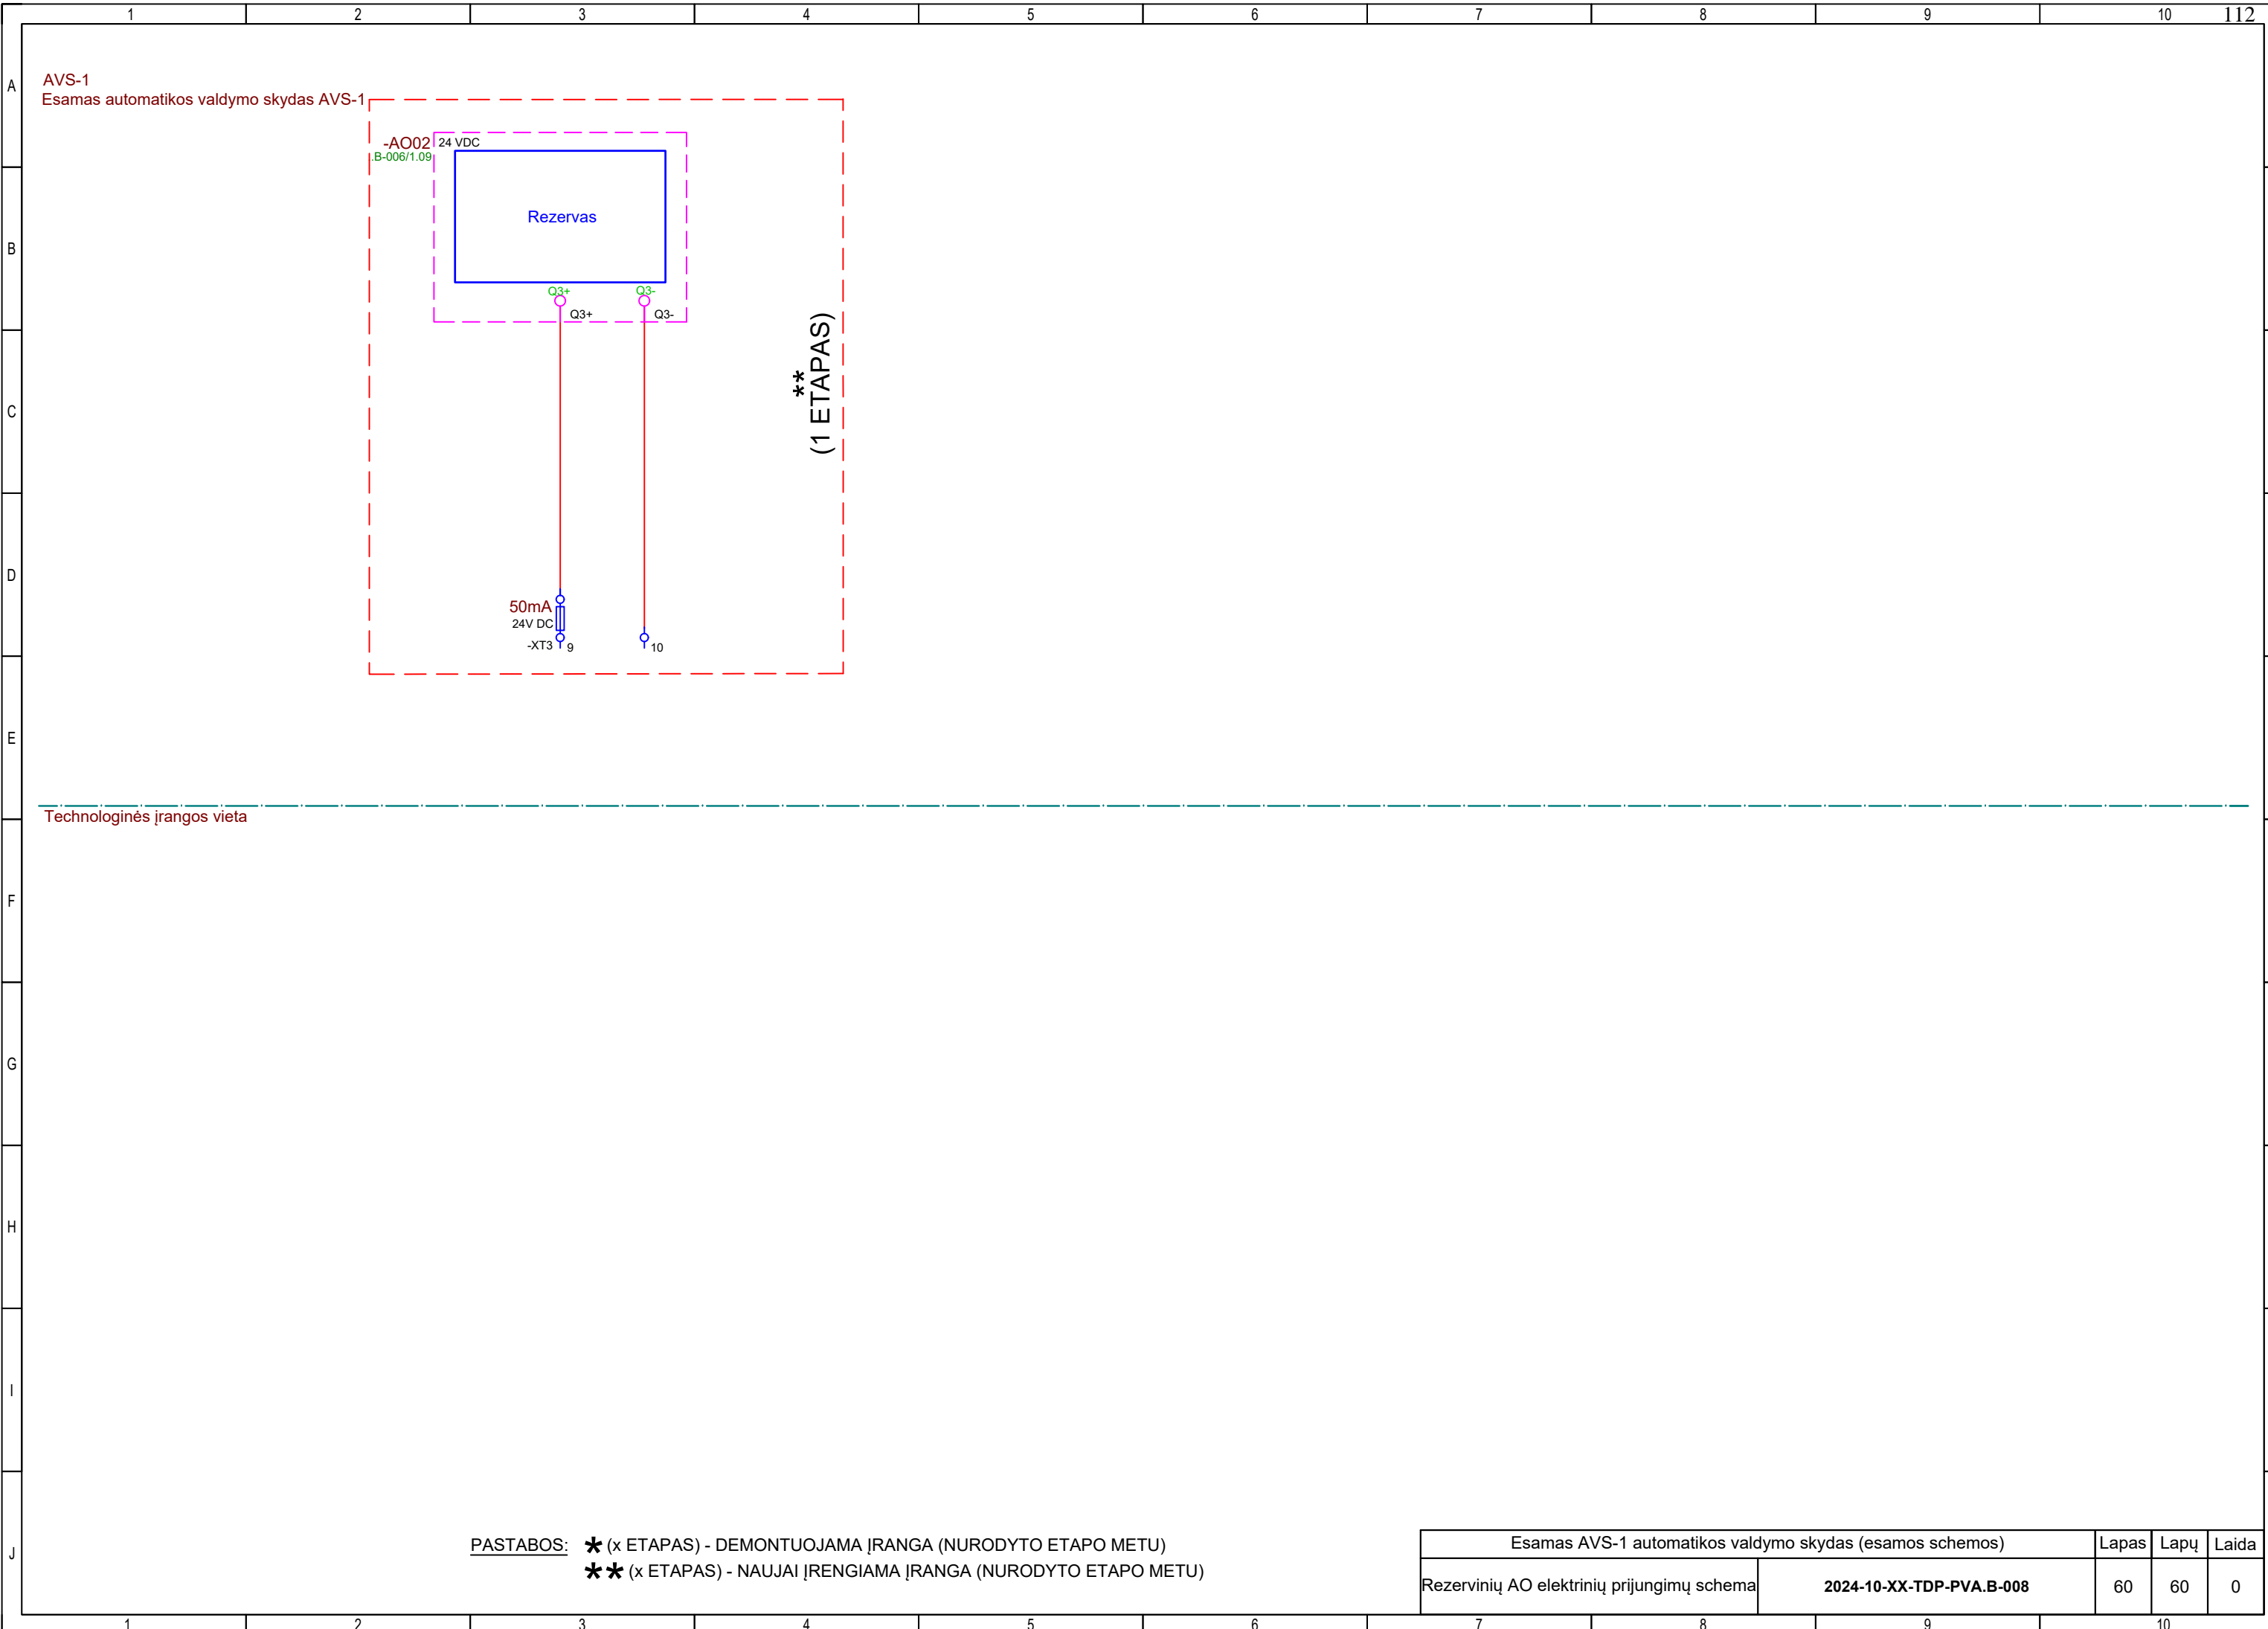 1 2 3 4 5 6 7 8 9 10 112
A
B
C
D
E
F
G
H
I
J
AVS-1
Esamas automatikos valdymo skydas AVS-1
-AO02
24 VDC
.B-006/1.09
Rezervas
Q3+ Q3-
Q3+ Q3-
**
(1 ETAPAS)
50mA
24V DC
-XT3 9 10
Technologinės įrangos vieta
PASTABOS: * (x ETAPAS) - DEMONTUOJAMA ĮRANGA (NURODYTO ETAPO METU)
** (x ETAPAS) - NAUJAI ĮRENGIAMA ĮRANGA (NURODYTO ETAPO METU)
Esamas AVS-1 automatikos valdymo skydas (esamos schemos) Lapas Lapų Laida
Rezervinių AO elektrinių prijungimų schema 2024-10-XX-TDP-PVA.B-008 60 60 0
1 2 3 4 5 6 7 8 9 10